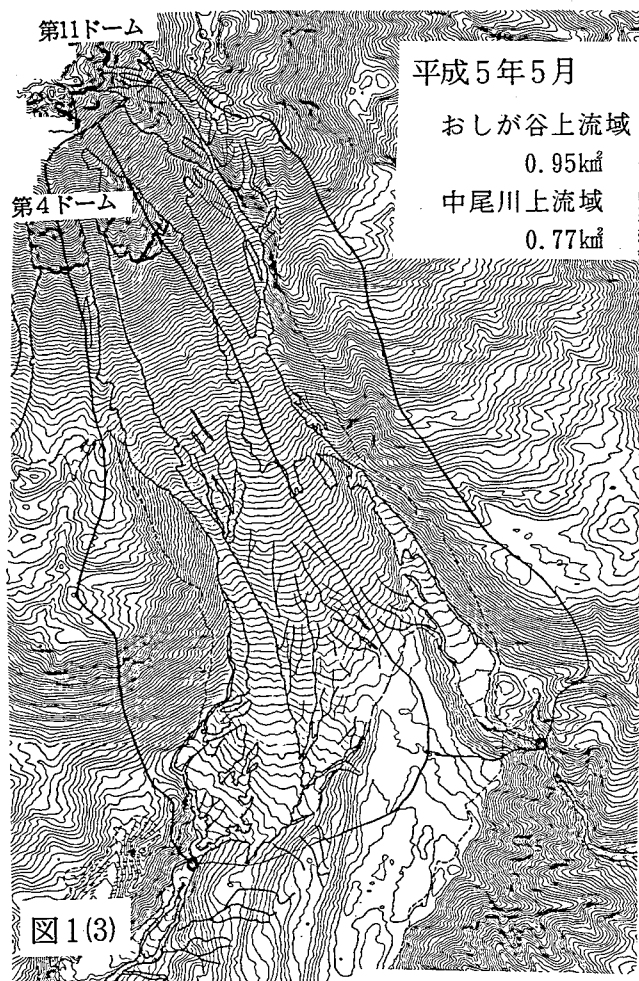 第11ドーム
平成5年5月
おしが谷上流域
0.95km²
第4ドーム
中尾川上流域
0.77km²
図1(3)